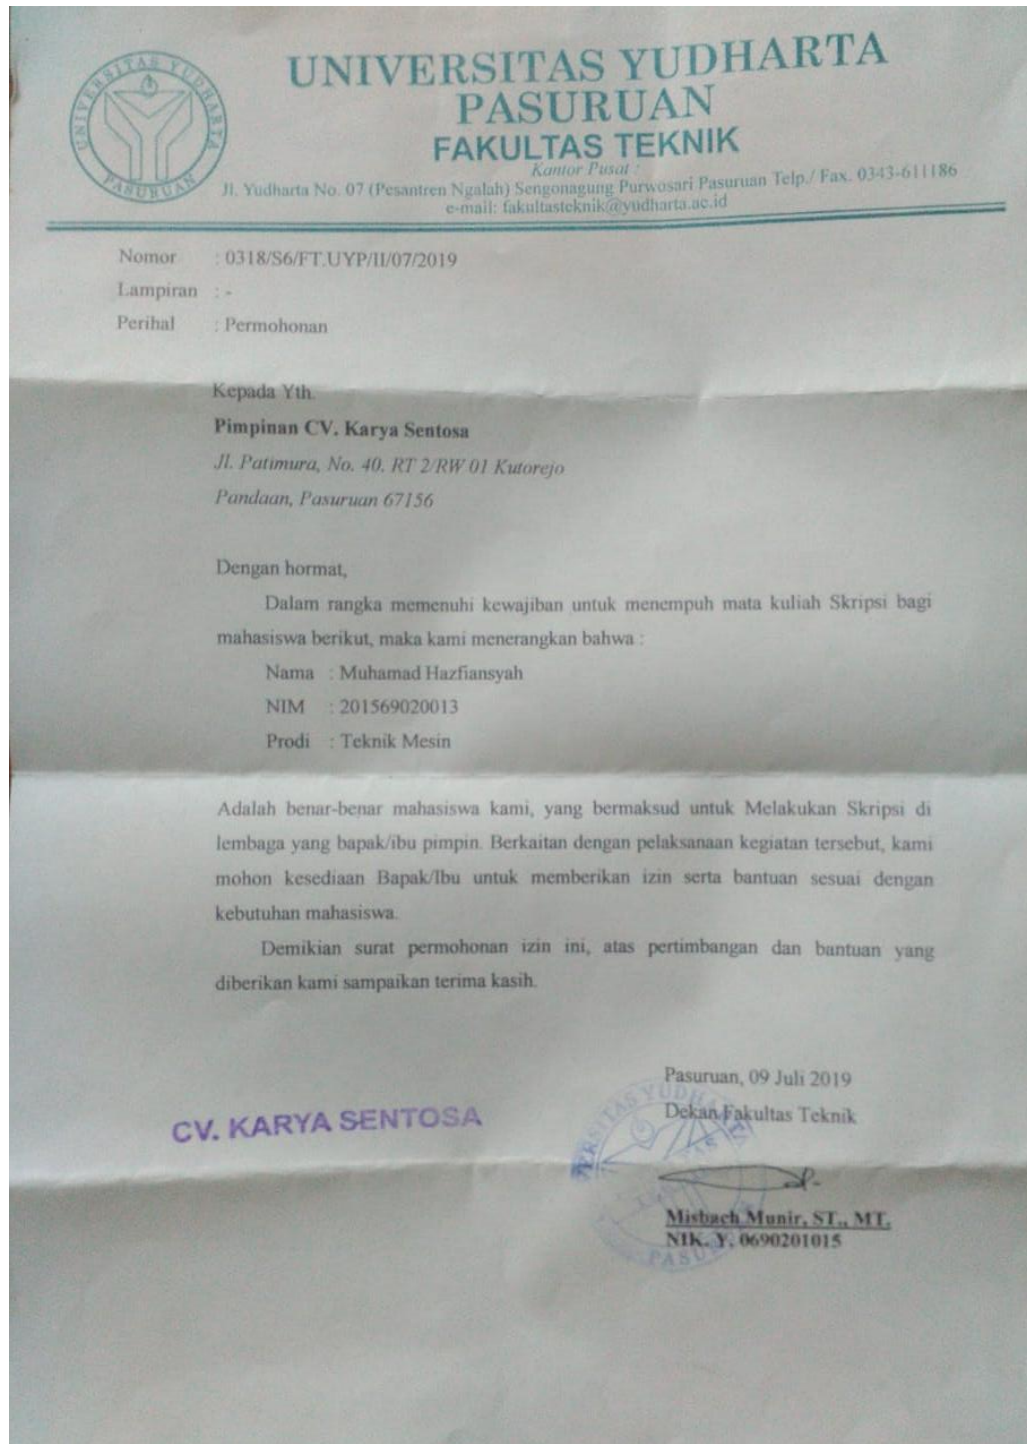 UNIVERSITAS YUDHARTA
PASURUAN
FAKULTAS TEKNIK
Kantor Pusat :
Jl. Yudharta No. 07 (Pesantren Ngalah) Sengonagung Purwosari Pasuruan Telp./ Fax. 0343-611186
e-mail: fakultasteknik@yudharta.ac.id
UNIVERSITAS YUDHARTA
PASURUAN
Nomor : 0318/S6/FT.UYP/II/07/2019
Lampiran : -
Perihal : Permohonan
Kepada Yth.
Pimpinan CV. Karya Sentosa
Jl. Patimura, No. 40. RT 2/RW 01 Kutorejo
Pandaan, Pasuruan 67156
Dengan hormat,
Dalam rangka memenuhi kewajiban untuk menempuh mata kuliah Skripsi bagi
mahasiswa berikut, maka kami menerangkan bahwa :
Nama : Muhamad Hazfiansyah
NIM : 201569020013
Prodi : Teknik Mesin
Adalah benar-benar mahasiswa kami, yang bermaksud untuk Melakukan Skripsi di
lembaga yang bapak/ibu pimpin. Berkaitan dengan pelaksanaan kegiatan tersebut, kami
mohon kesediaan Bapak/Ibu untuk memberikan izin serta bantuan sesuai dengan
kebutuhan mahasiswa.
Demikian surat permohonan izin ini, atas pertimbangan dan bantuan yang
diberikan kami sampaikan terima kasih.
Pasuruan, 09 Juli 2019
Dekan Fakultas Teknik
CV. KARYA SENTOSA
Misbach Munir, ST., MT.
NIK. Y. 0690201015